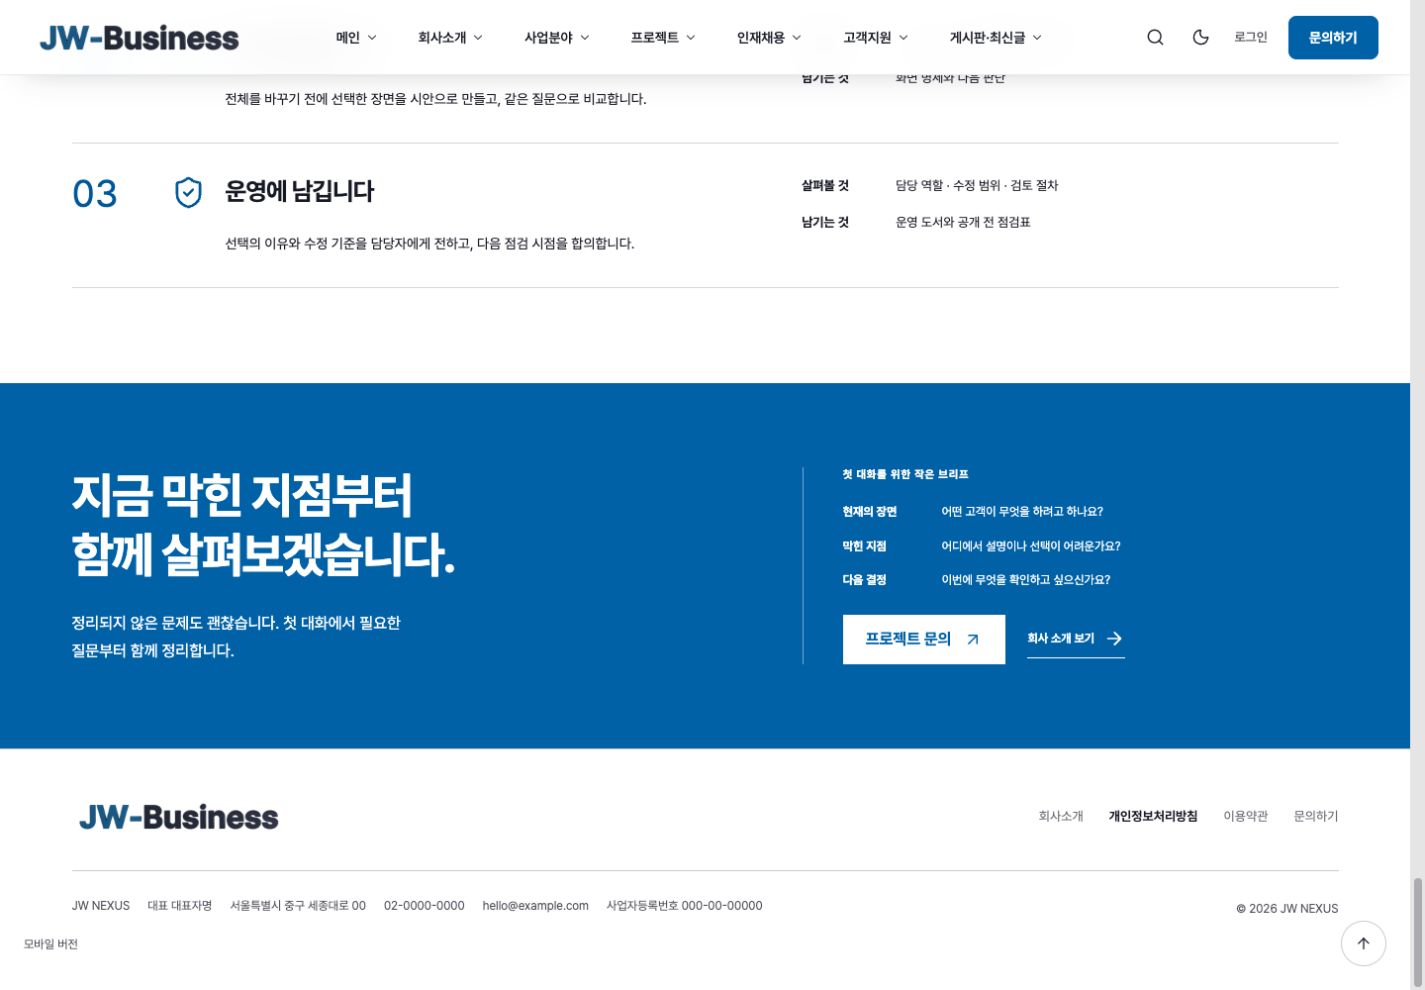 JW-Business
메인
회사소개
사업분야
프로젝트
인재채용
고객지원
게시판·최신글
로그인
문의하기
전체를 바꾸기 전에 선택한 장면을 시안으로 만들고, 같은 질문으로 비교합니다.
남기는 것
화면 명세와 다음 판단
03
운영에 남깁니다
선택의 이유와 수정 기준을 담당자에게 전하고, 다음 점검 시점을 합의합니다.
살펴볼 것
담당 역할 · 수정 범위 · 검토 절차
남기는 것
운영 도서와 공개 전 점검표
지금 막힌 지점부터
함께 살펴보겠습니다.
정리되지 않은 문제도 괜찮습니다. 첫 대화에서 필요한
질문부터 함께 정리합니다.
첫 대화를 위한 작은 브리프
현재의 장면
어떤 고객이 무엇을 하려고 하나요?
막힌 지점
어디에서 설명이나 선택이 어려운가요?
다음 결정
이번에 무엇을 확인하고 싶으신가요?
프로젝트 문의
회사 소개 보기
JW-Business
회사소개
개인정보처리방침
이용약관
문의하기
JW NEXUS
대표 대표자명
서울특별시 중구 세종대로 00
02-0000-0000
hello@example.com
사업자등록번호 000-00-00000
© 2026 JW NEXUS
모바일 버전